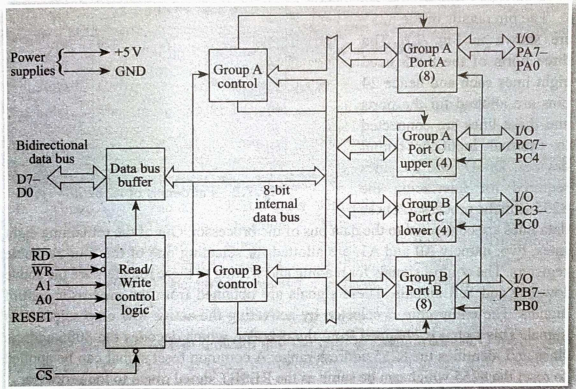 Power
supplies
+5 V
GND
Group A
control
Group A
Port A
(8)
I/O
PA7–
PA0
Group A
Port C
upper (4)
I/O
PC7–
PC4
Bidirectional
data bus
D7–
D0
Data bus
buffer
8-bit
internal
data bus
Group B
Port C
lower (4)
I/O
PC3–
PC0
RD
WR
A1
A0
RESET
CS
Read/
Write
control
logic
Group B
control
Group B
Port B
(8)
I/O
PB7–
PB0